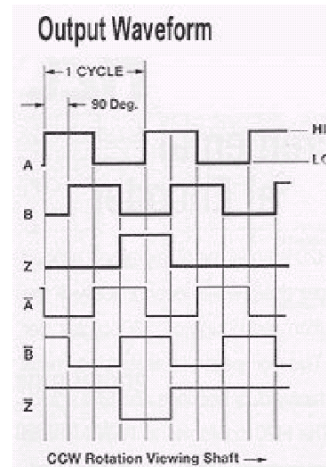 Output Waveform
1 CYCLE
90 Deg.
HI
LO
A
B
Z
A̅
B̅
Z̅
CCW Rotation Viewing Shaft